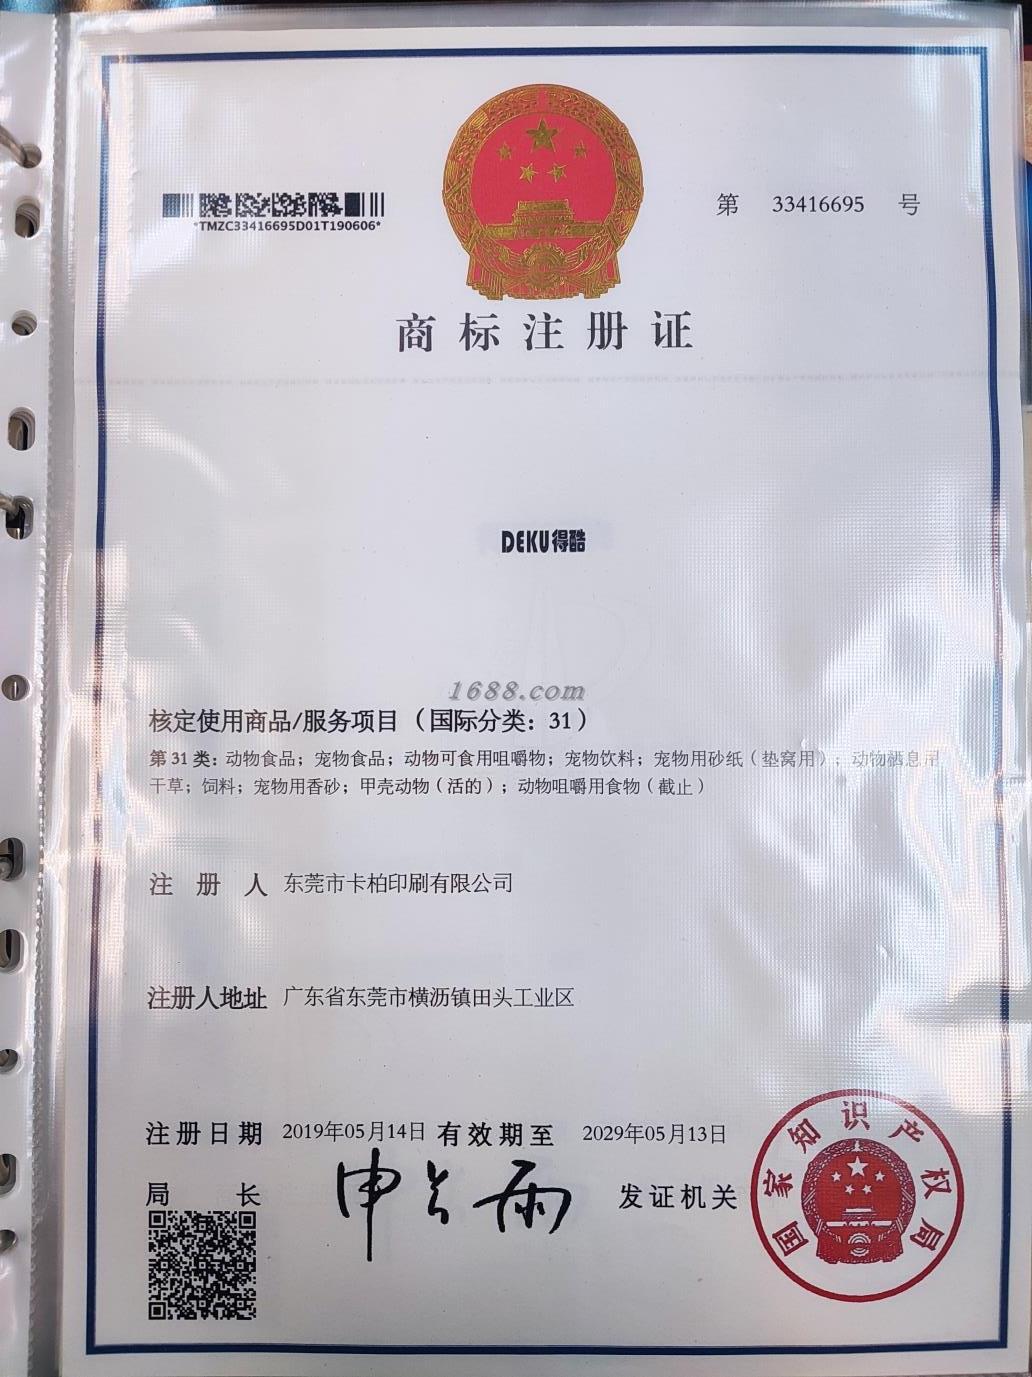 第 33416695 号
*TMZC33416695D01T190606*
商标注册证
DEKU得酷
1688.com
核定使用商品/服务项目（国际分类：31）
第31类：动物食品；宠物食品；动物可食用咀嚼物；宠物饮料；宠物用砂纸（垫窝用）；动物栖息用
干草；饲料；宠物用香砂；甲壳动物（活的）；动物咀嚼用食物（截止）
注册人 东莞市卡柏印刷有限公司
注册人地址 广东省东莞市横沥镇田头工业区
注册日期 2019年05月14日 有效期至 2029年05月13日
局长 申长雨 发证机关
国家知识产权局